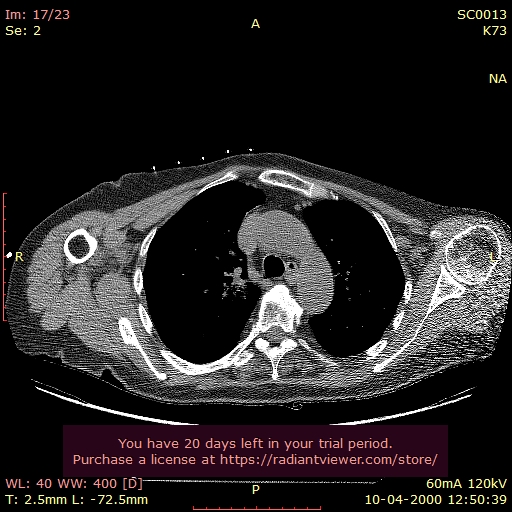 Im: 17/23
Se: 2
A
SC0013
K73
NA
R
L
You have 20 days left in your trial period.
Purchase a license at https://radiantviewer.com/store/
WL: 40 WW: 400 [D]
T: 2.5mm L: -72.5mm
P
60mA 120kV
10-04-2000 12:50:39